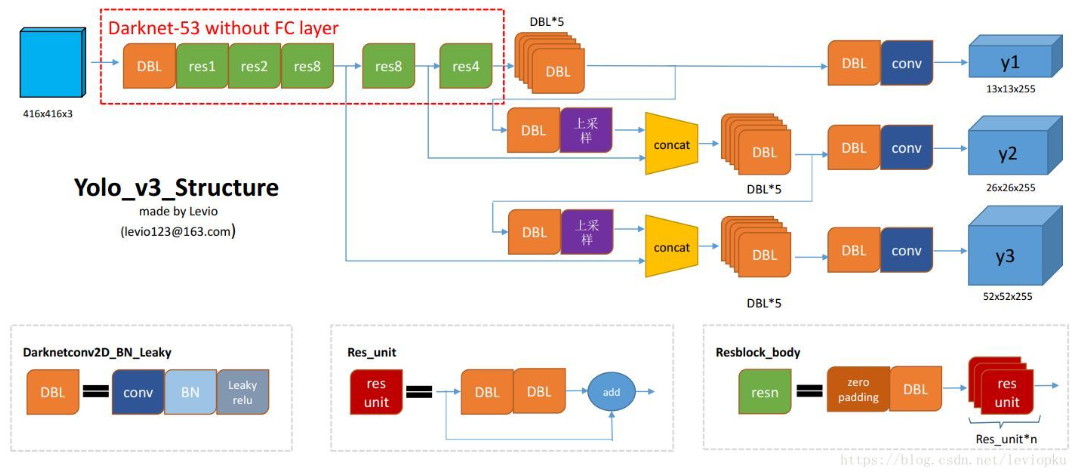 Darknet-53 without FC layer
DBL*5
DBL
res1
res2
res8
res8
res4
DBL
DBL
conv
y1
13x13x255
416x416x3
DBL
上采
样
concat
DBL
DBL*5
DBL
conv
y2
26x26x255
Yolo_v3_Structure
made by Levio
(levio123@163.com)
DBL
上采
样
concat
DBL
DBL*5
DBL
conv
y3
52x52x255
Darknetconv2D_BN_Leaky
DBL
conv
BN
Leaky
relu
Res_unit
res
unit
DBL
DBL
add
Resblock_body
resn
zero
padding
DBL
res
unit
Res_unit*n
https://blog.csdn.net/leviopku